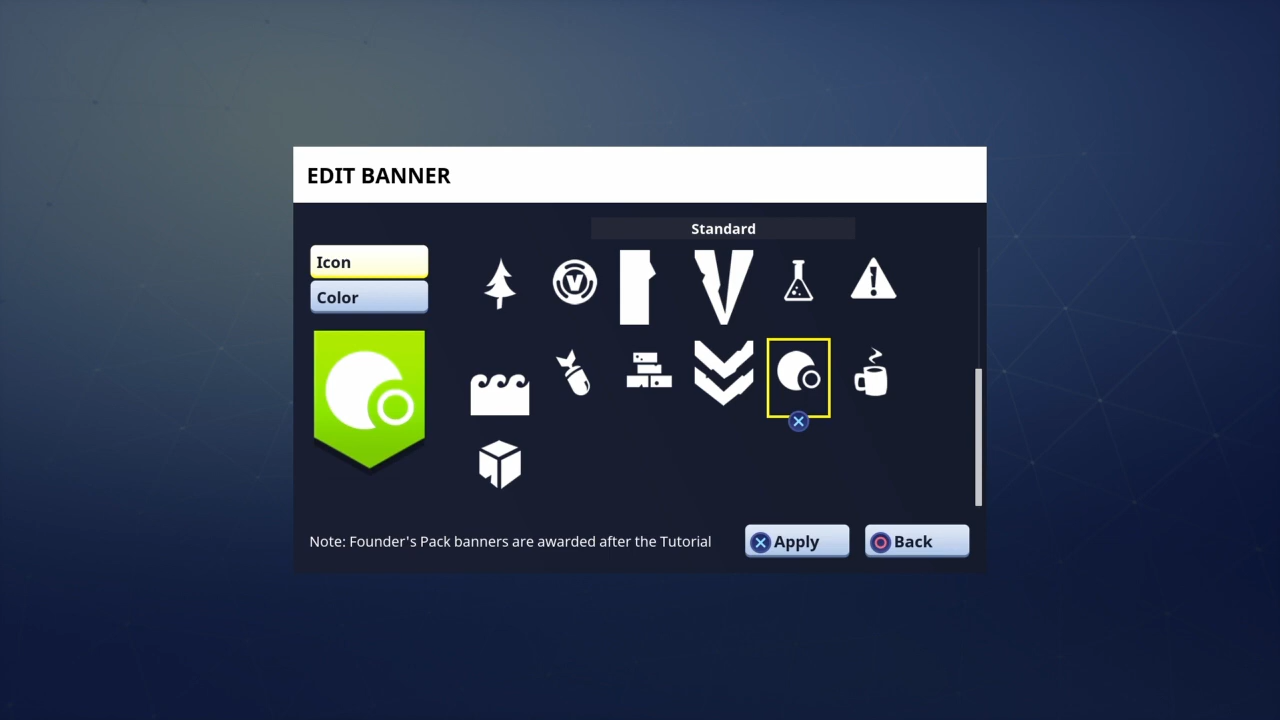 EDIT BANNER
Standard
Icon
Color
Note: Founder's Pack banners are awarded after the Tutorial
Apply
Back